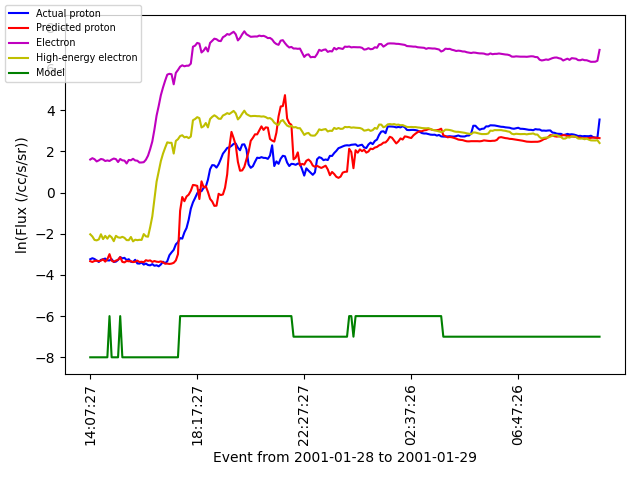 Actual proton
Predicted proton
Electron
High-energy electron
Model
4
2
0
−2
−4
−6
−8
ln(Flux (/cc/s/sr))
14:07:27
18:17:27
22:27:27
02:37:26
06:47:26
Event from 2001-01-28 to 2001-01-29